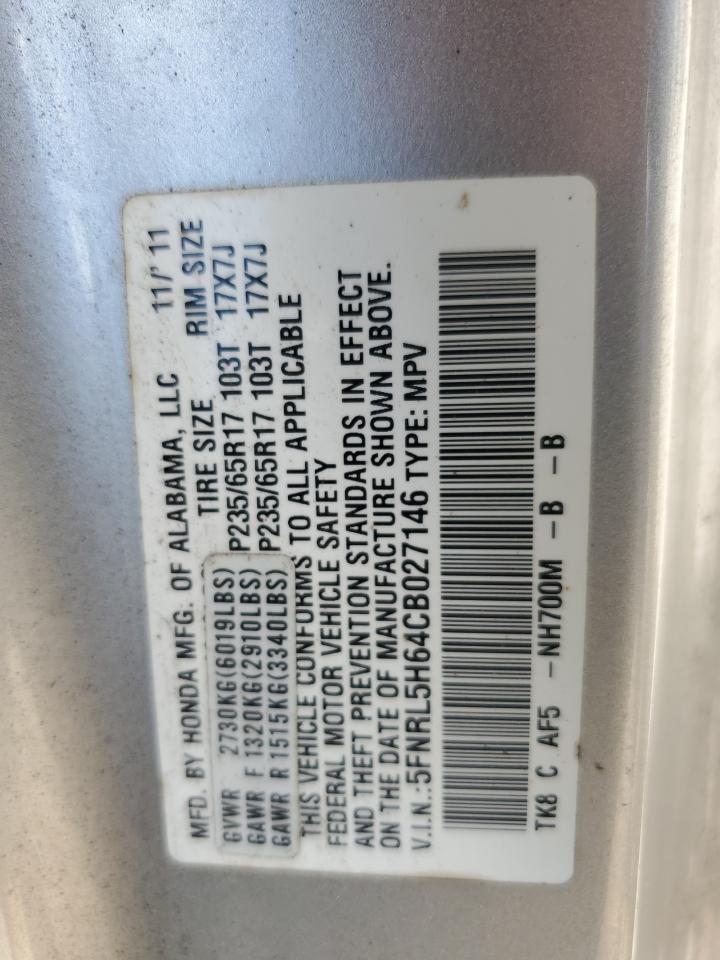 MFD. BY HONDA MFG. OF ALABAMA, LLC 11/' 11
TIRE SIZE RIM SIZE
GVWR 2730KG(6019LBS)
GAWR F 1320KG(2910LBS) P235/65R17 103T 17X7J
GAWR R 1515KG(3340LBS) P235/65R17 103T 17X7J
THIS VEHICLE CONFORMS TO ALL APPLICABLE
FEDERAL MOTOR VEHICLE SAFETY
AND THEFT PREVENTION STANDARDS IN EFFECT
ON THE DATE OF MANUFACTURE SHOWN ABOVE.
V.I.N.:5FNRL5H64CB027146 TYPE: MPV
TK8 C AF5 -NH700M -B -B